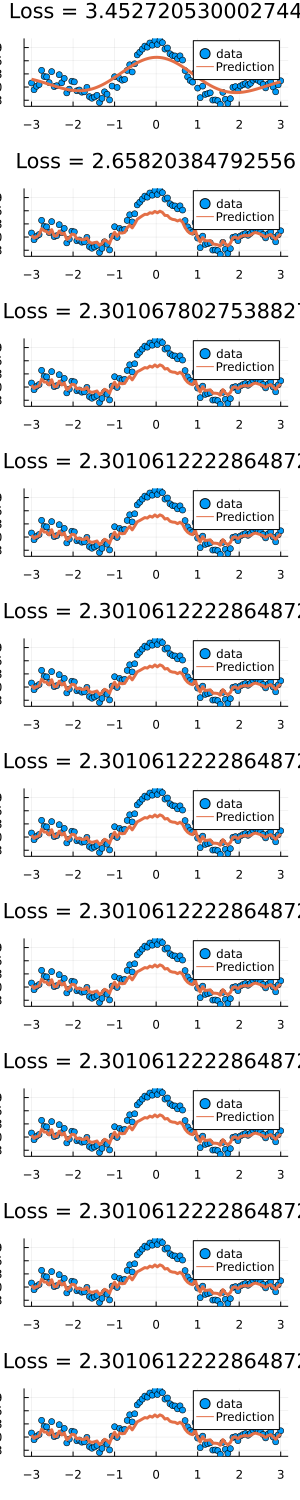 Loss = 3.452720530002744
data
Prediction
−3 −2 −1 0 1 2 3
Loss = 2.65820384792556
data
Prediction
−3 −2 −1 0 1 2 3
Loss = 2.301067802753882
data
Prediction
−3 −2 −1 0 1 2 3
Loss = 2.301061222286487
data
Prediction
−3 −2 −1 0 1 2 3
Loss = 2.301061222286487
data
Prediction
−3 −2 −1 0 1 2 3
Loss = 2.301061222286487
data
Prediction
−3 −2 −1 0 1 2 3
Loss = 2.301061222286487
data
Prediction
−3 −2 −1 0 1 2 3
Loss = 2.301061222286487
data
Prediction
−3 −2 −1 0 1 2 3
Loss = 2.301061222286487
data
Prediction
−3 −2 −1 0 1 2 3
Loss = 2.301061222286487
data
Prediction
−3 −2 −1 0 1 2 3